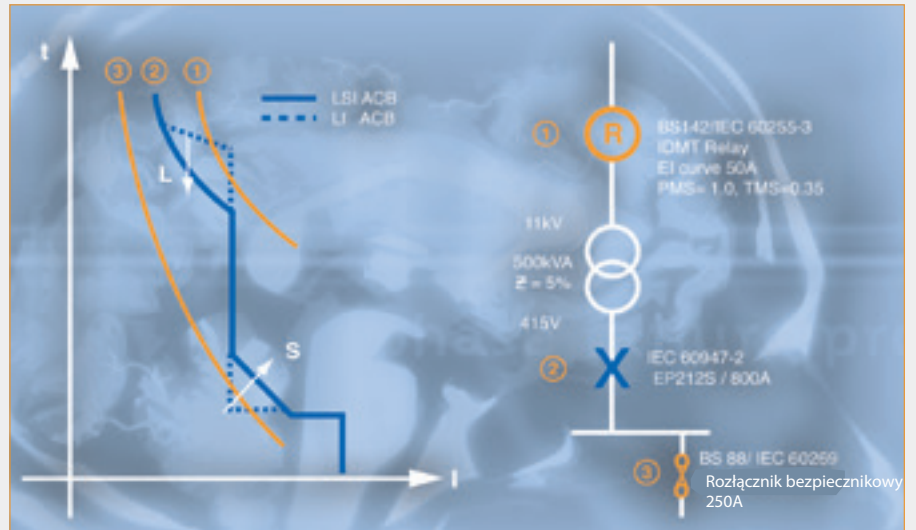 t
3 2 1
LSI ACB
LI ACB
L
S
I
1
R
BS142/IEC 60255-3
IDMT Relay
EI curve 50A
PMS= 1.0, TMS=0.35
11kV
500kVA
Z = 5%
415V
2
X
IEC 60947-2
EP212S / 800A
3
BS 88/ IEC 60269
Rozłącznik bezpiecznikowy
250A